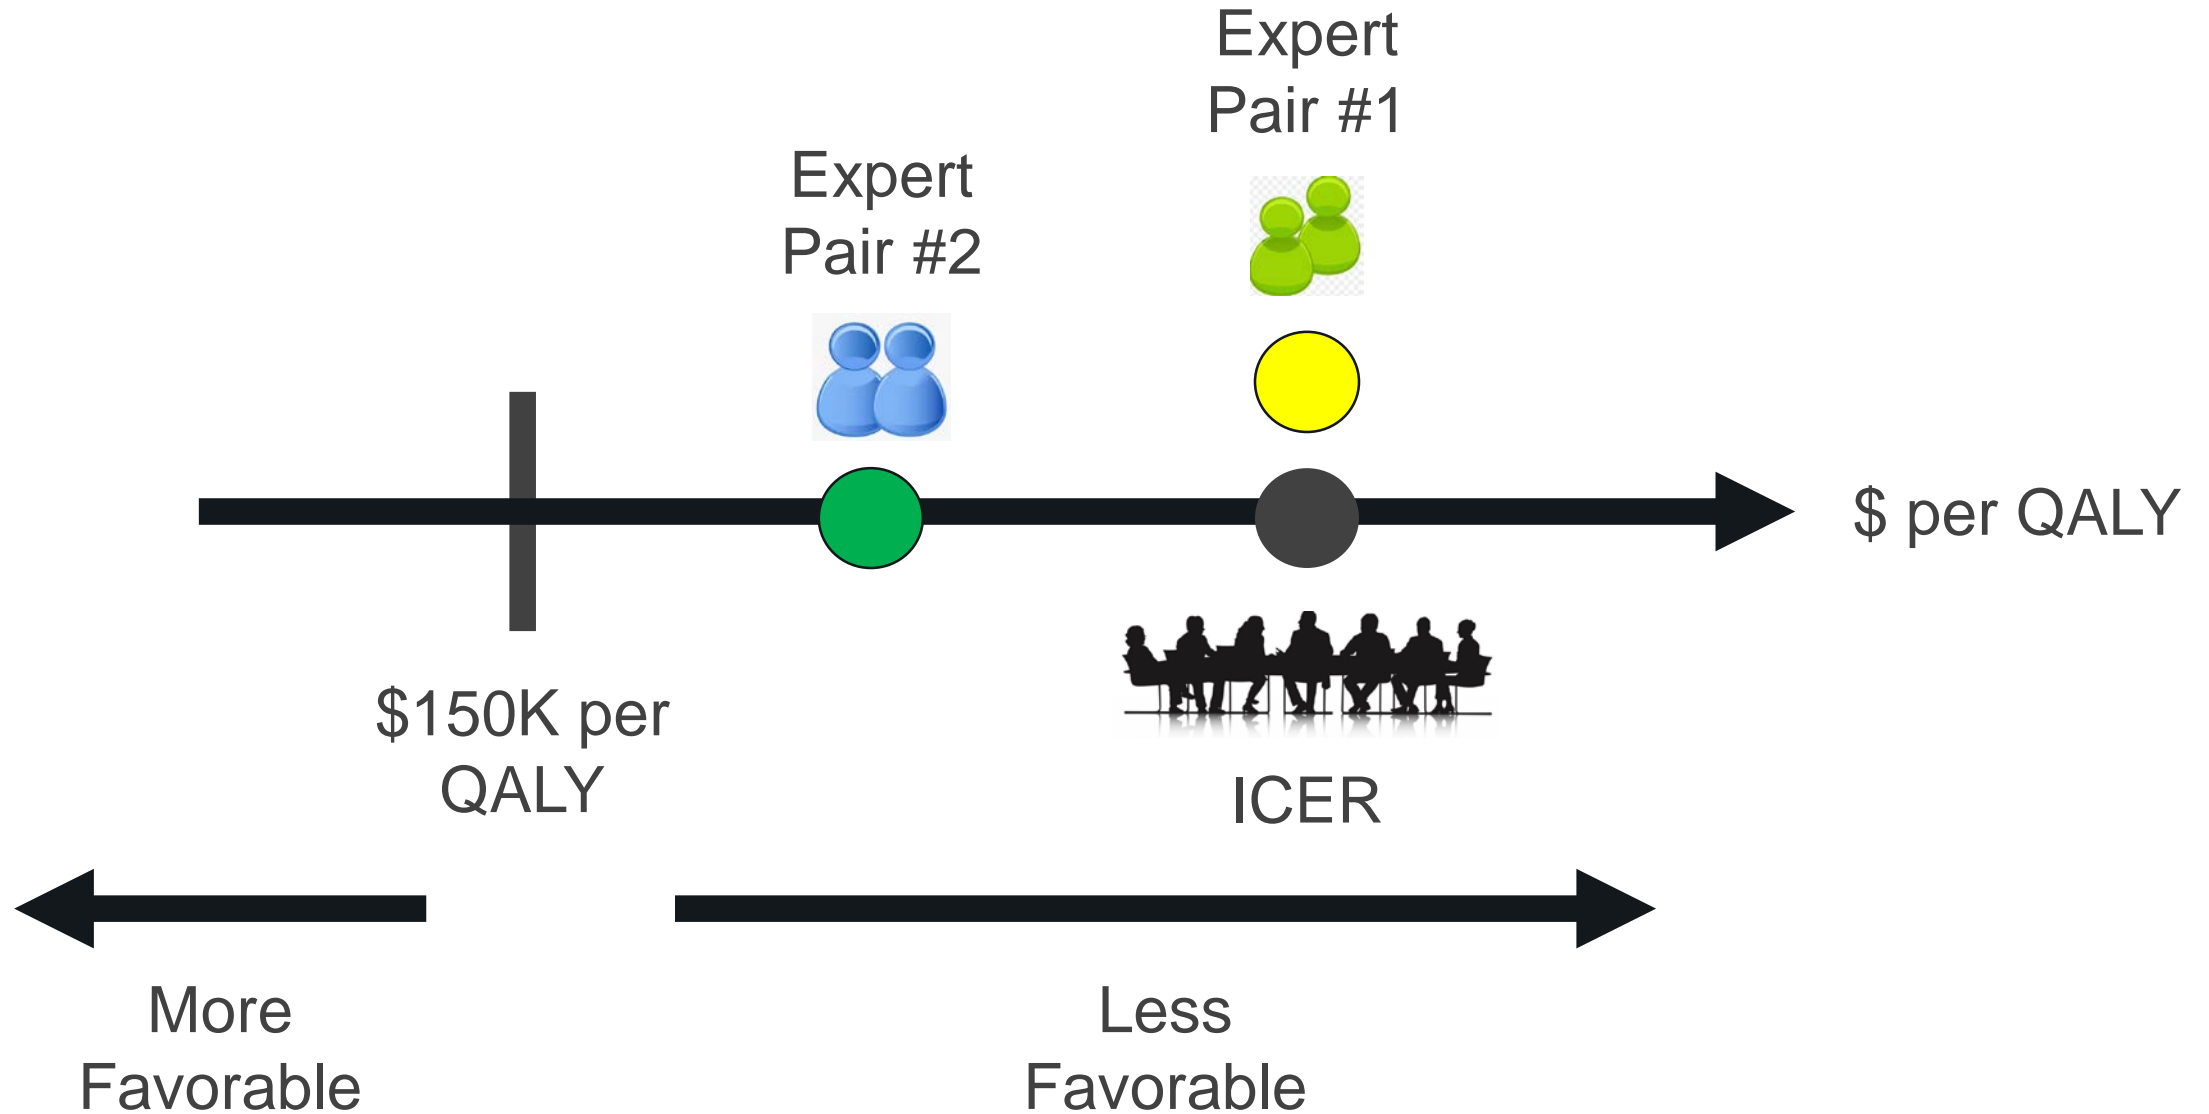 Expert
Pair #1
Expert
Pair #2
$ per QALY
$150K per
QALY
ICER
More
Favorable
Less
Favorable